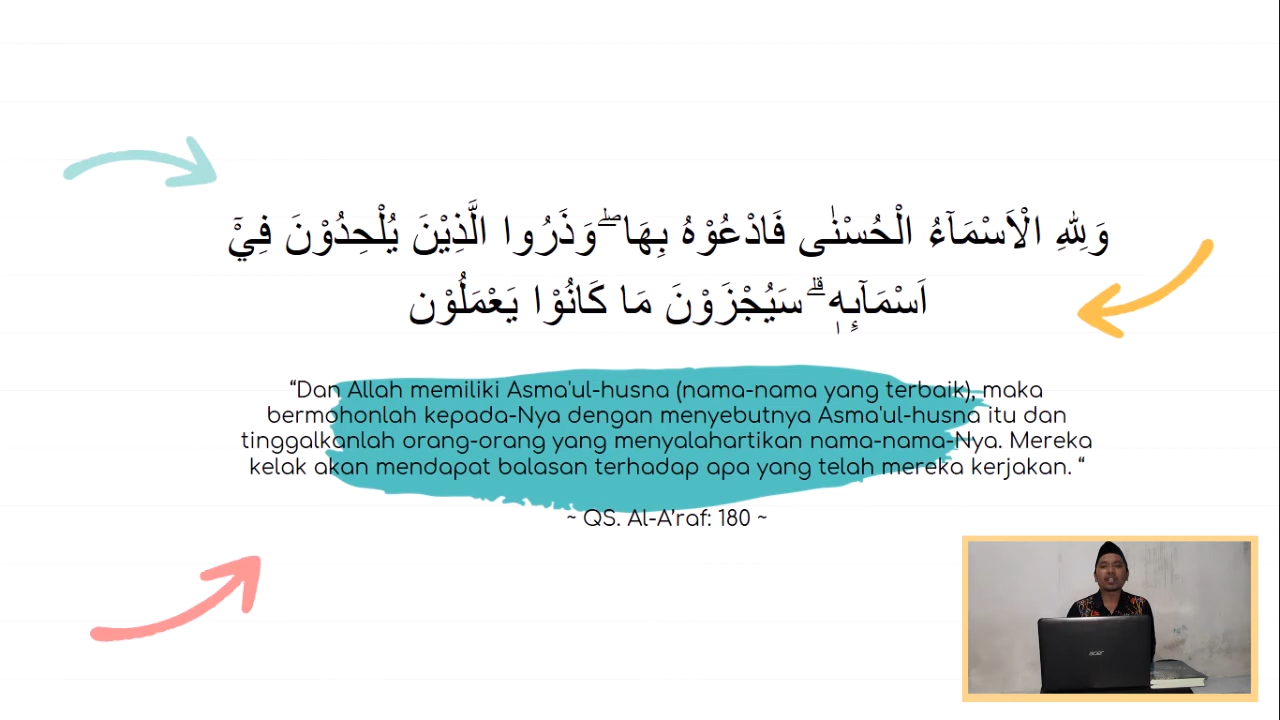 وَلِلّٰهِ الْاَسْمَاۤءُ الْحُسْنٰى فَادْعُوْهُ بِهَاۖ وَذَرُوا الَّذِيْنَ يُلْحِدُوْنَ فِيْٓ
اَسْمَاۤىِٕهٖۗ سَيُجْزَوْنَ مَا كَانُوْا يَعْمَلُوْن
“Dan Allah memiliki Asma'ul-husna (nama-nama yang terbaik), maka
bermohonlah kepada-Nya dengan menyebutnya Asma'ul-husna itu dan
tinggalkanlah orang-orang yang menyalahartikan nama-nama-Nya. Mereka
kelak akan mendapat balasan terhadap apa yang telah mereka kerjakan. “
~ QS. Al-A’raf: 180 ~
acer